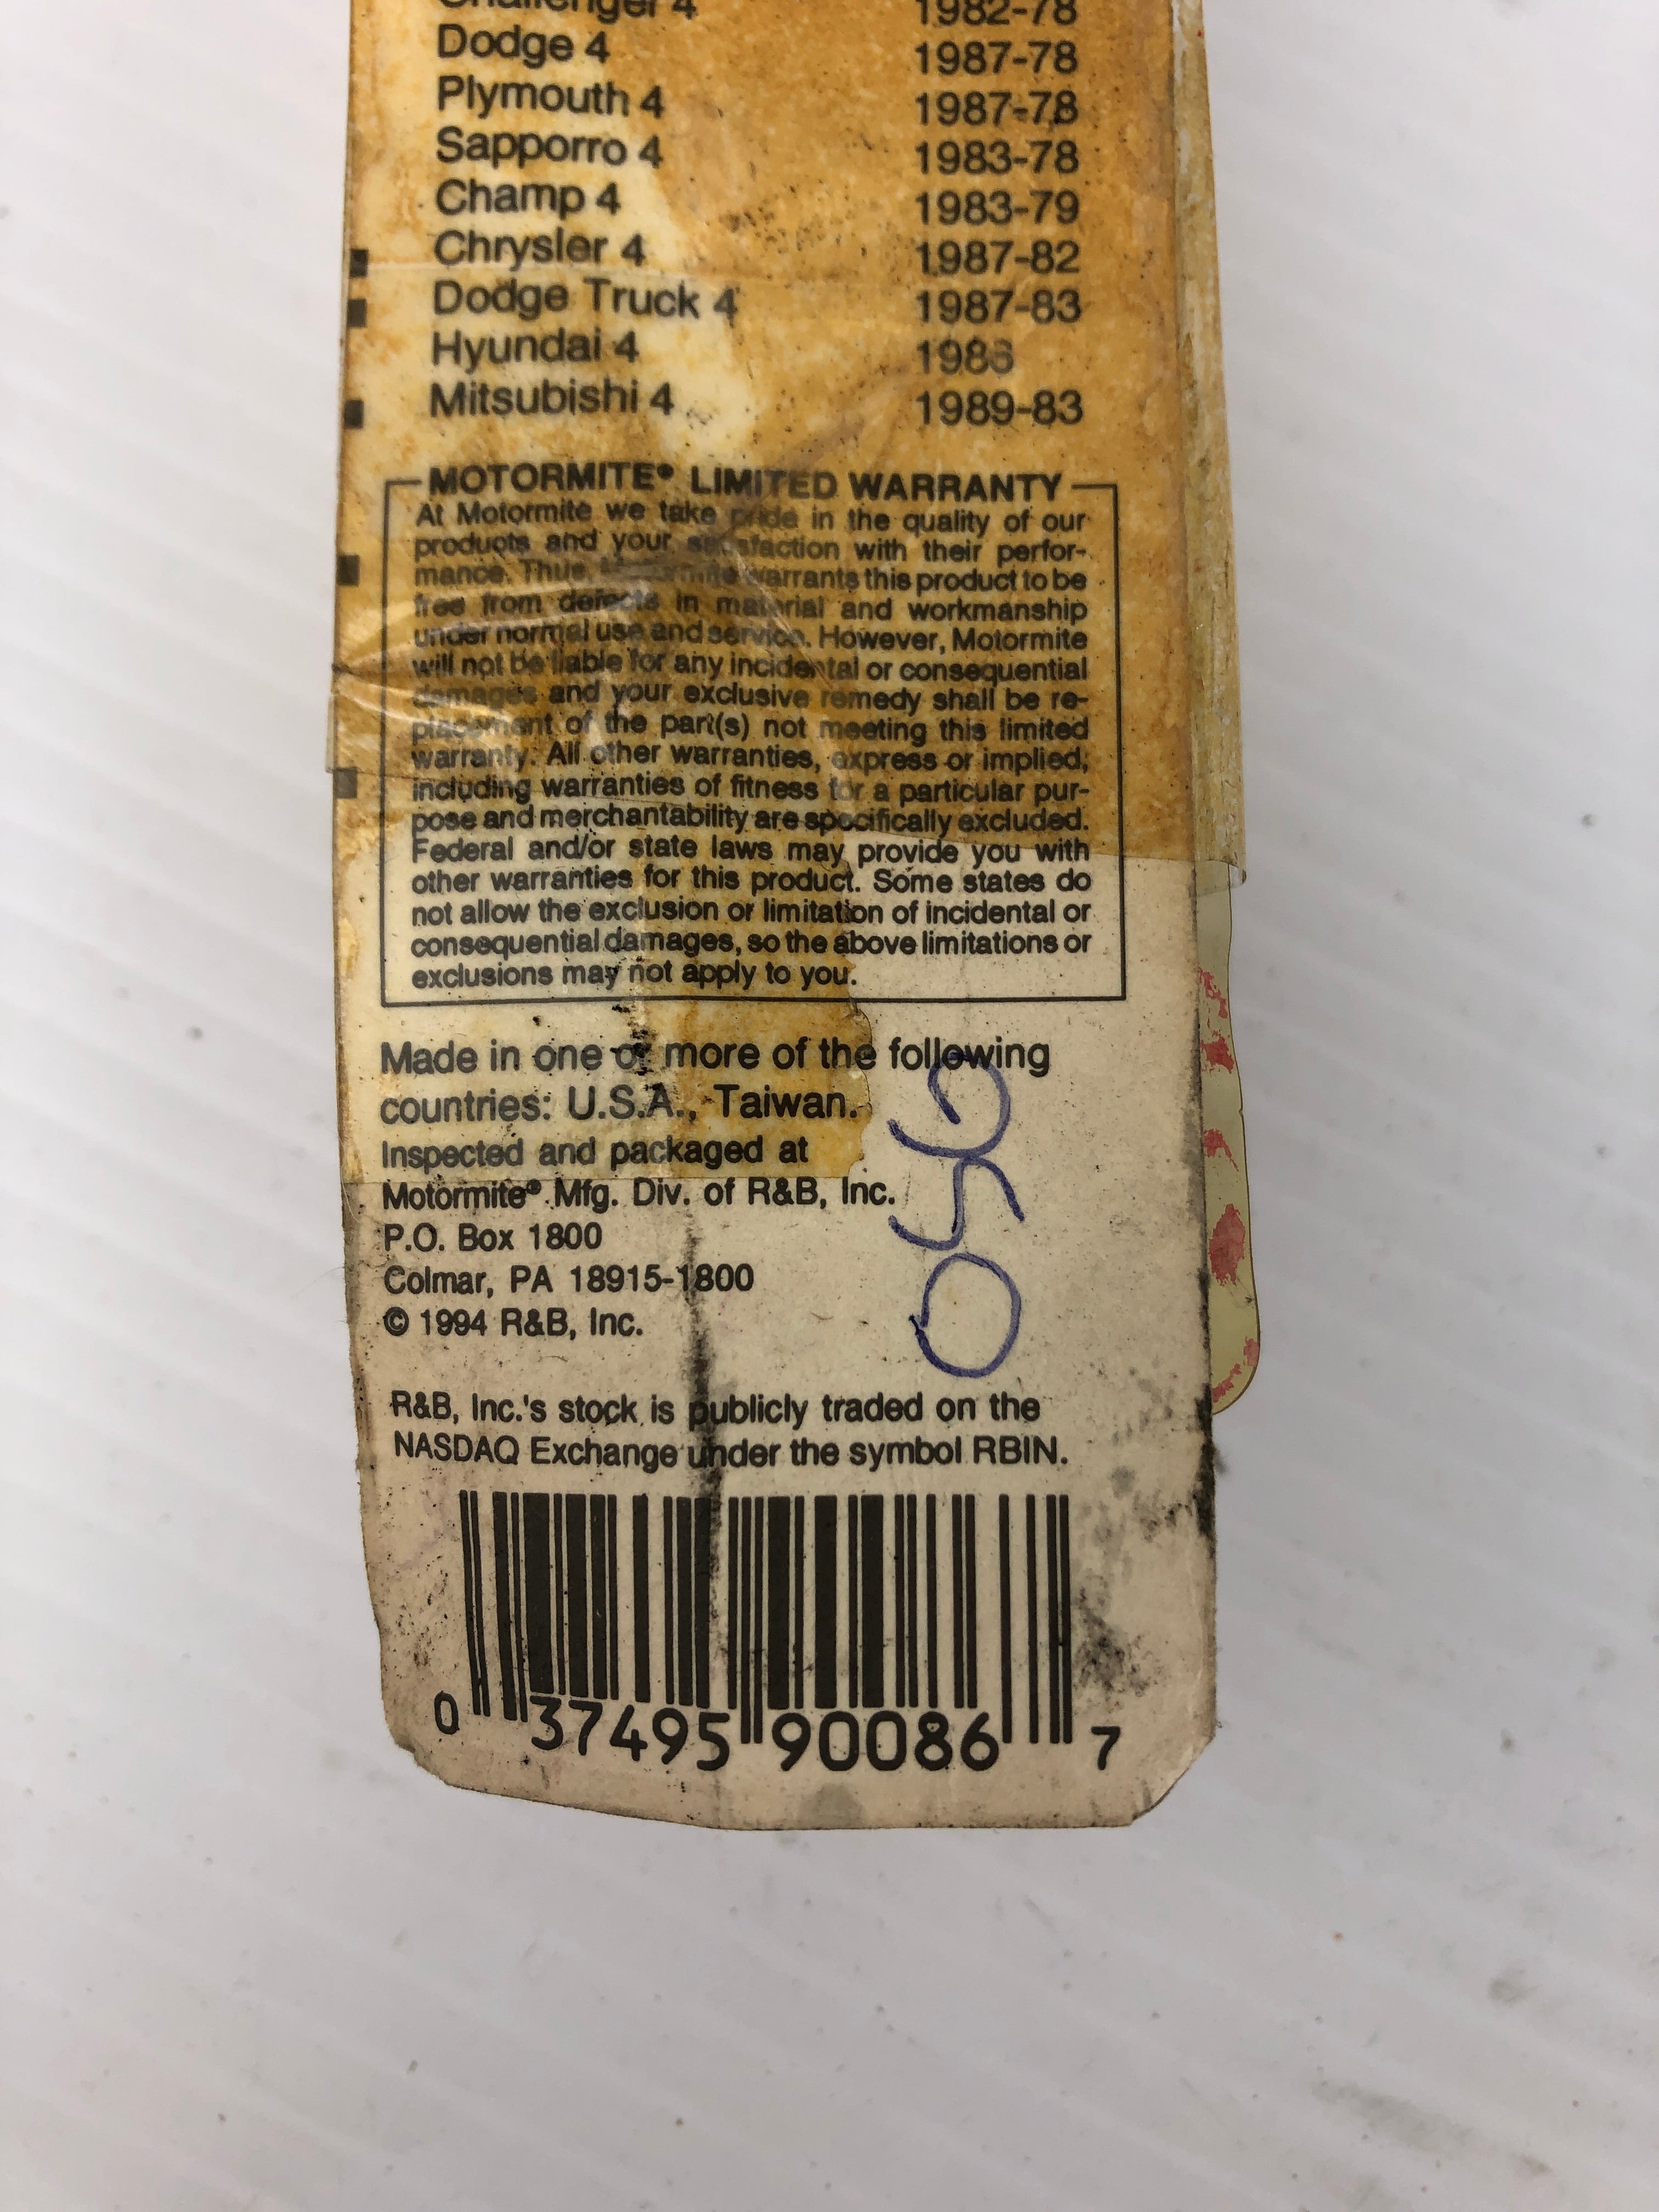 Challenger 4 1982-78
Dodge 4 1987-78
Plymouth 4 1987-78
Sapporro 4 1983-78
Champ 4 1983-79
Chrysler 4 1987-82
Dodge Truck 4 1987-83
Hyundai 4 1986
Mitsubishi 4 1989-83
MOTORMITE® LIMITED WARRANTY
At Motormite we take pride in the quality of our
products and your satisfaction with their perfor-
mance. Thus, Motormite warrants this product to be
free from defects in material and workmanship
under normal use and service. However, Motormite
will not be liable for any incidental or consequential
damages and your exclusive remedy shall be re-
placement of the part(s) not meeting this limited
warranty. All other warranties, express or implied,
including warranties of fitness for a particular pur-
pose and merchantability are specifically excluded.
Federal and/or state laws may provide you with
other warranties for this product. Some states do
not allow the exclusion or limitation of incidental or
consequential damages, so the above limitations or
exclusions may not apply to you.
Made in one or more of the following
countries: U.S.A., Taiwan.
Inspected and packaged at
Motormite® Mfg. Div. of R&B, Inc.
P.O. Box 1800
Colmar, PA 18915-1800
© 1994 R&B, Inc.
R&B, Inc.'s stock is publicly traded on the
NASDAQ Exchange under the symbol RBIN.
0 37495 90086 7